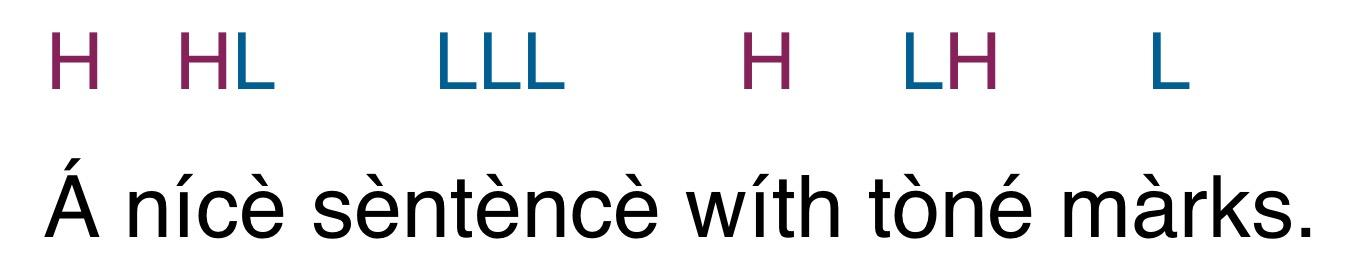 H HL LLL H LH L
Á nícè sèntèncè wíth tòné màrks.